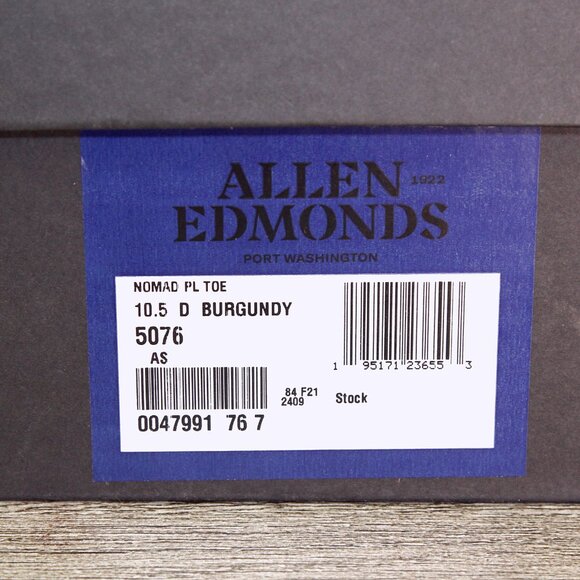 ALLEN 1922
EDMONDS
PORT WASHINGTON
NOMAD PL TOE
10.5 D BURGUNDY
5076
AS
1 95171 23655 3
84 F21
2409 Stock
0047991 76 7